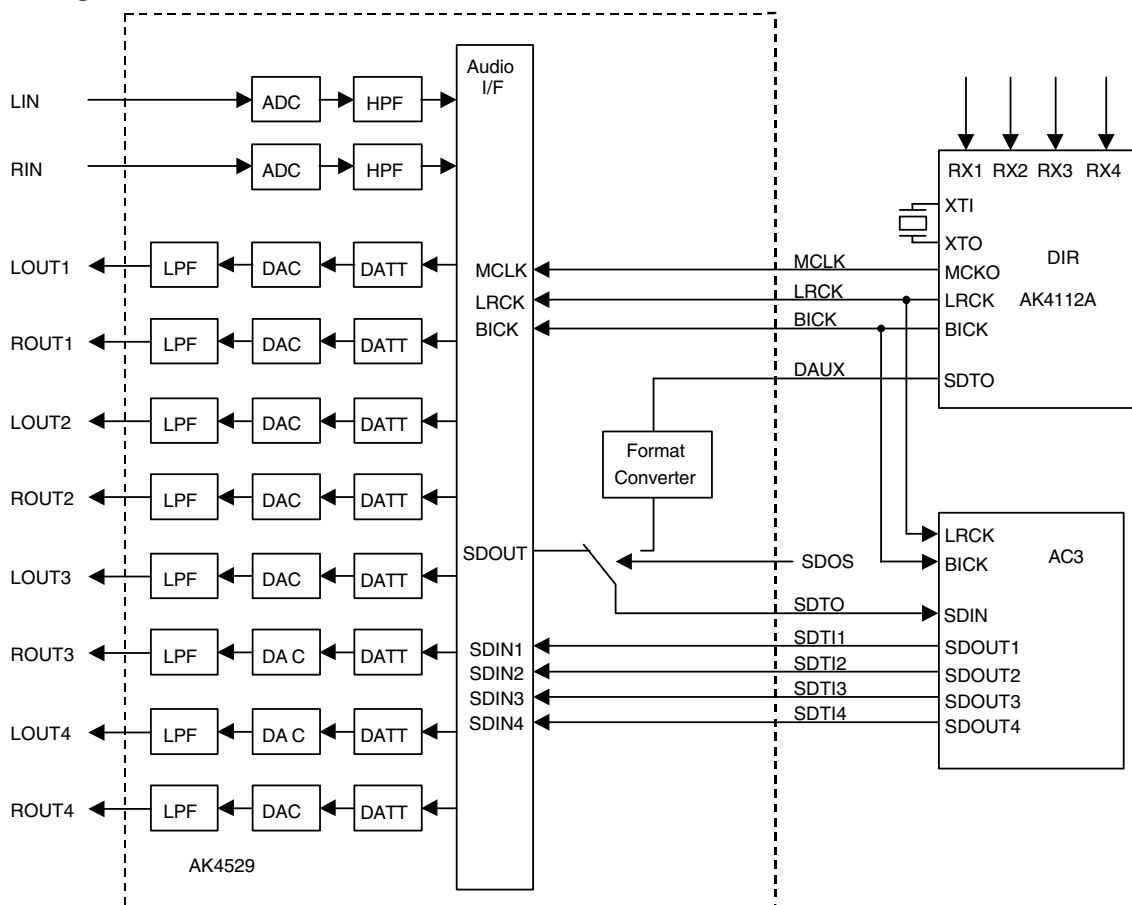 Audio
I/F
LIN
ADC
HPF
RIN
ADC
HPF
RX1 RX2 RX3 RX4
XTI
XTO
DIR
AK4112A
MCKO
LRCK
BICK
SDTO
LOUT1
LPF
DAC
DATT
MCLK
MCLK
LRCK
LRCK
BICK
BICK
ROUT1
LPF
DAC
DATT
DAUX
LOUT2
LPF
DAC
DATT
Format
Converter
ROUT2
LPF
DAC
DATT
SDOUT
SDOS
LRCK
BICK
AC3
LOUT3
LPF
DAC
DATT
SDTO
SDIN
ROUT3
LPF
DA C
DATT
SDIN1
SDTI1
SDOUT1
SDIN2
SDTI2
SDOUT2
SDIN3
SDTI3
SDOUT3
SDIN4
SDTI4
SDOUT4
LOUT4
LPF
DA C
DATT
ROUT4
LPF
DAC
DATT
AK4529